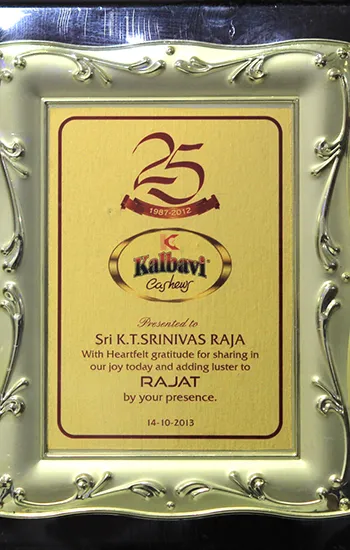 25
1987-2012
K
Kalbavi
Cashews
Presented to
Sri K.T.SRINIVAS RAJA
With Heartfelt gratitude for sharing in
our joy today and adding luster to
RAJAT
by your presence.
14-10-2013